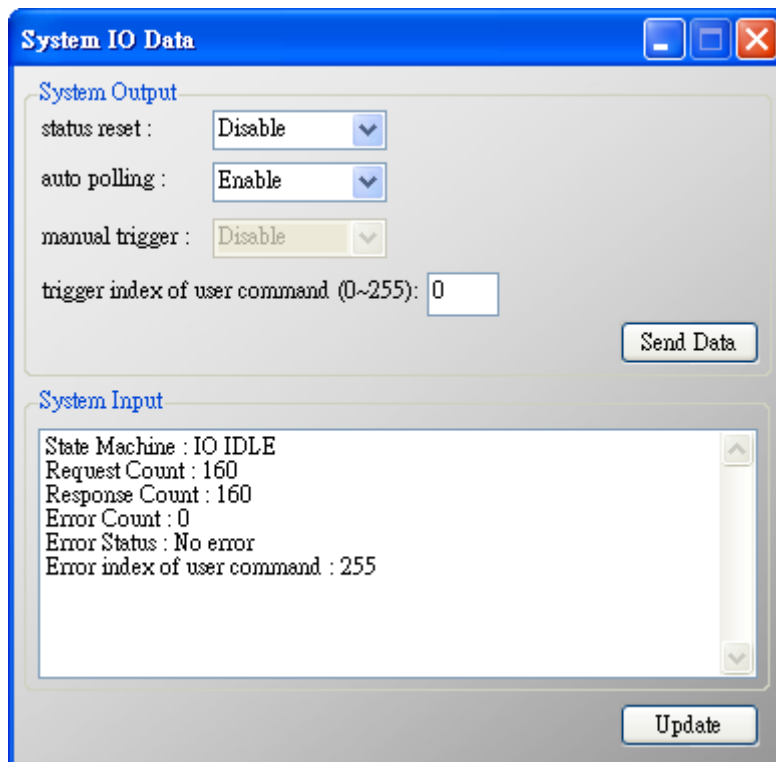 System IO Data
System Output
status reset : Disable
auto polling : Enable
manual trigger : Disable
trigger index of user command (0~255): 0
Send Data
System Input
State Machine : IO IDLE
Request Count : 160
Response Count : 160
Error Count : 0
Error Status : No error
Error index of user command : 255
Update